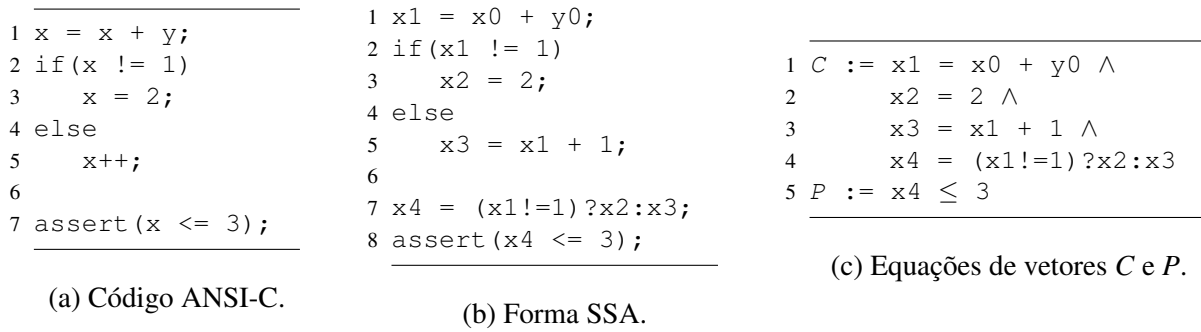 1 x = x + y;
2 if(x != 1)
3 x = 2;
4 else
5 x++;
6
7 assert(x <= 3);
(a) Código ANSI-C.
1 x1 = x0 + y0;
2 if(x1 != 1)
3 x2 = 2;
4 else
5 x3 = x1 + 1;
6
7 x4 = (x1!=1)?x2:x3;
8 assert(x4 <= 3);
(b) Forma SSA.
1 C := x1 = x0 + y0 ∧
2 x2 = 2 ∧
3 x3 = x1 + 1 ∧
4 x4 = (x1!=1)?x2:x3
5 P := x4 ≤ 3
(c) Equações de vetores C e P.